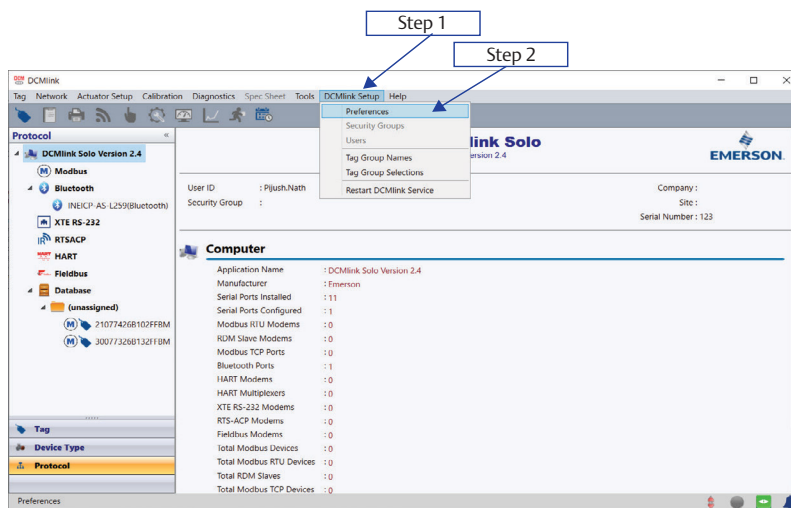 Step 1
Step 2
DCM DCMlink
Tag Network Actuator Setup Calibration Diagnostics Spec Sheet Tools DCMlink Setup Help
Preferences
Security Groups
Users
Tag Group Names
Tag Group Selections
Restart DCMlink Service
Protocol «
DCMlink Solo Version 2.4
Modbus
Bluetooth
INEICP-AS-L259(Bluetooth)
XTE RS-232
RTSACP
HART
Fieldbus
Database
(unassigned)
M 21077426B102FFBM
M 30077326B132FFBM
Tag
Device Type
Protocol
link Solo
ersion 2.4
EMERSON.
User ID : Pijush.Nath
Security Group :
Company :
Site :
Serial Number : 123
Computer
Application Name : DCMlink Solo Version 2.4
Manufacturer : Emerson
Serial Ports Installed : 11
Serial Ports Configured : 1
Modbus RTU Modems : 0
RDM Slave Modems : 0
Modbus TCP Ports : 0
Bluetooth Ports : 1
HART Modems : 0
HART Multiplexers : 0
XTE RS-232 Modems : 0
RTS-ACP Modems : 0
Fieldbus Modems : 0
Total Modbus Devices : 0
Total Modbus RTU Devices : 0
Total RDM Slaves : 0
Total Modbus TCP Devices : 0
Preferences